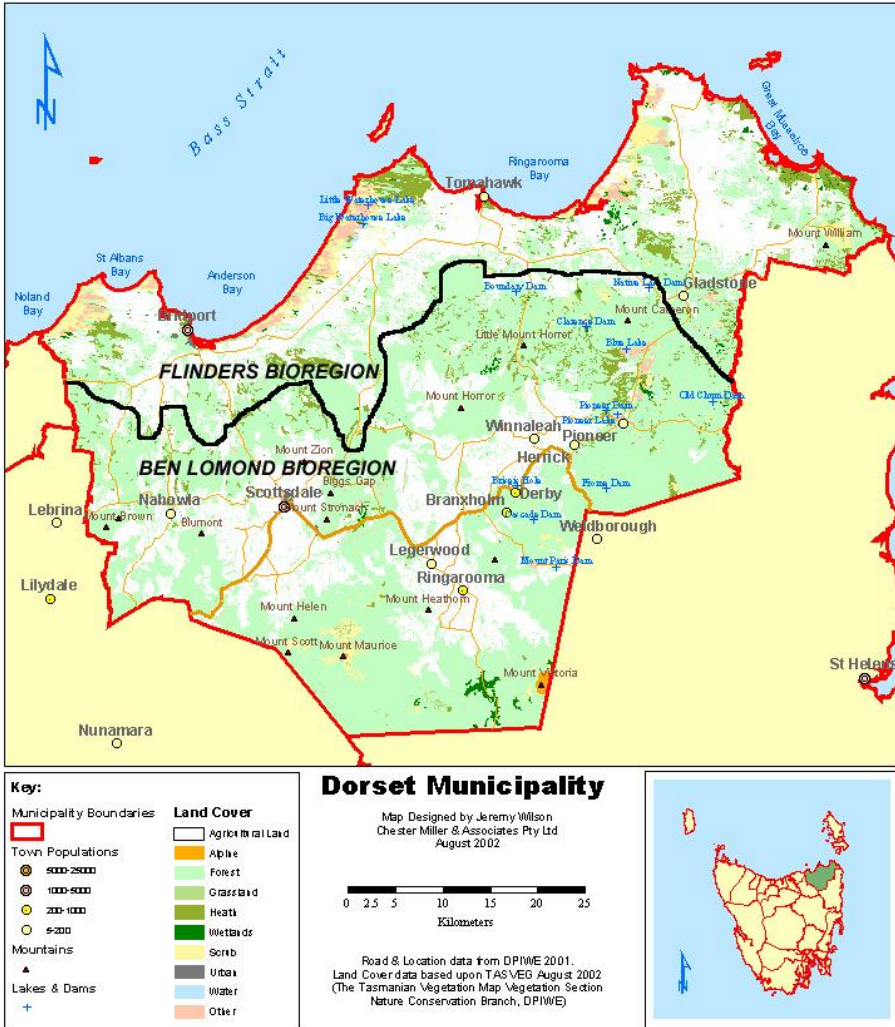 Bass Strait
Great Musselroe
Bay
Ringarooma
Bay
Tomahawk
Little Waterhouse Lake
Big Waterhouse Lake
Mount William
St Albans
Bay
Anderson
Bay
Noland
Bay
Boundary Dam
Gladstone
Mount Cameron
Bridport
Clarence Dam
Little Mount Horror
Blue Lake
FLINDERS BIOREGION
Mount Horror
Old Chum Dam
Pioneer Dam
Pioneer Lake
Winnaleah
Pioneer
Herrick
Mount Zion
BEN LOMOND BIOREGION
Biggs Gap
Scottsdale
Mount Stronach
Briseis Hole
Frome Dam
Branxholm
Derby
Nabowla
Lebrina
Mount Brown
Blumont
Cascade Dam
Weldborough
Legerwood
Mount Park Dam
Lilydale
Ringarooma
Mount Heathorn
Mount Helen
Mount Scott
Mount Maurice
Mount Victoria
St Helens
Nunamara
Key:
Municipality Boundaries
Town Populations
5000-25000
1000-5000
200-1000
5-200
Mountains
Lakes & Dams
Land Cover
Agricultural Land
Alpine
Forest
Grassland
Heath
Wetlands
Scrub
Urban
Water
Other
Dorset Municipality
Map Designed by Jeremy Wilson
Chester Miller & Associates Pty Ltd
August 2002
0 2.5 5 10 15 20 25
Kilometers
Road & Location data from DPIWE 2001.
Land Cover data based upon TASVEG August 2002
(The Tasmanian Vegetation Map Vegetation Section
Nature Conservation Branch, DPIWE)
N
N